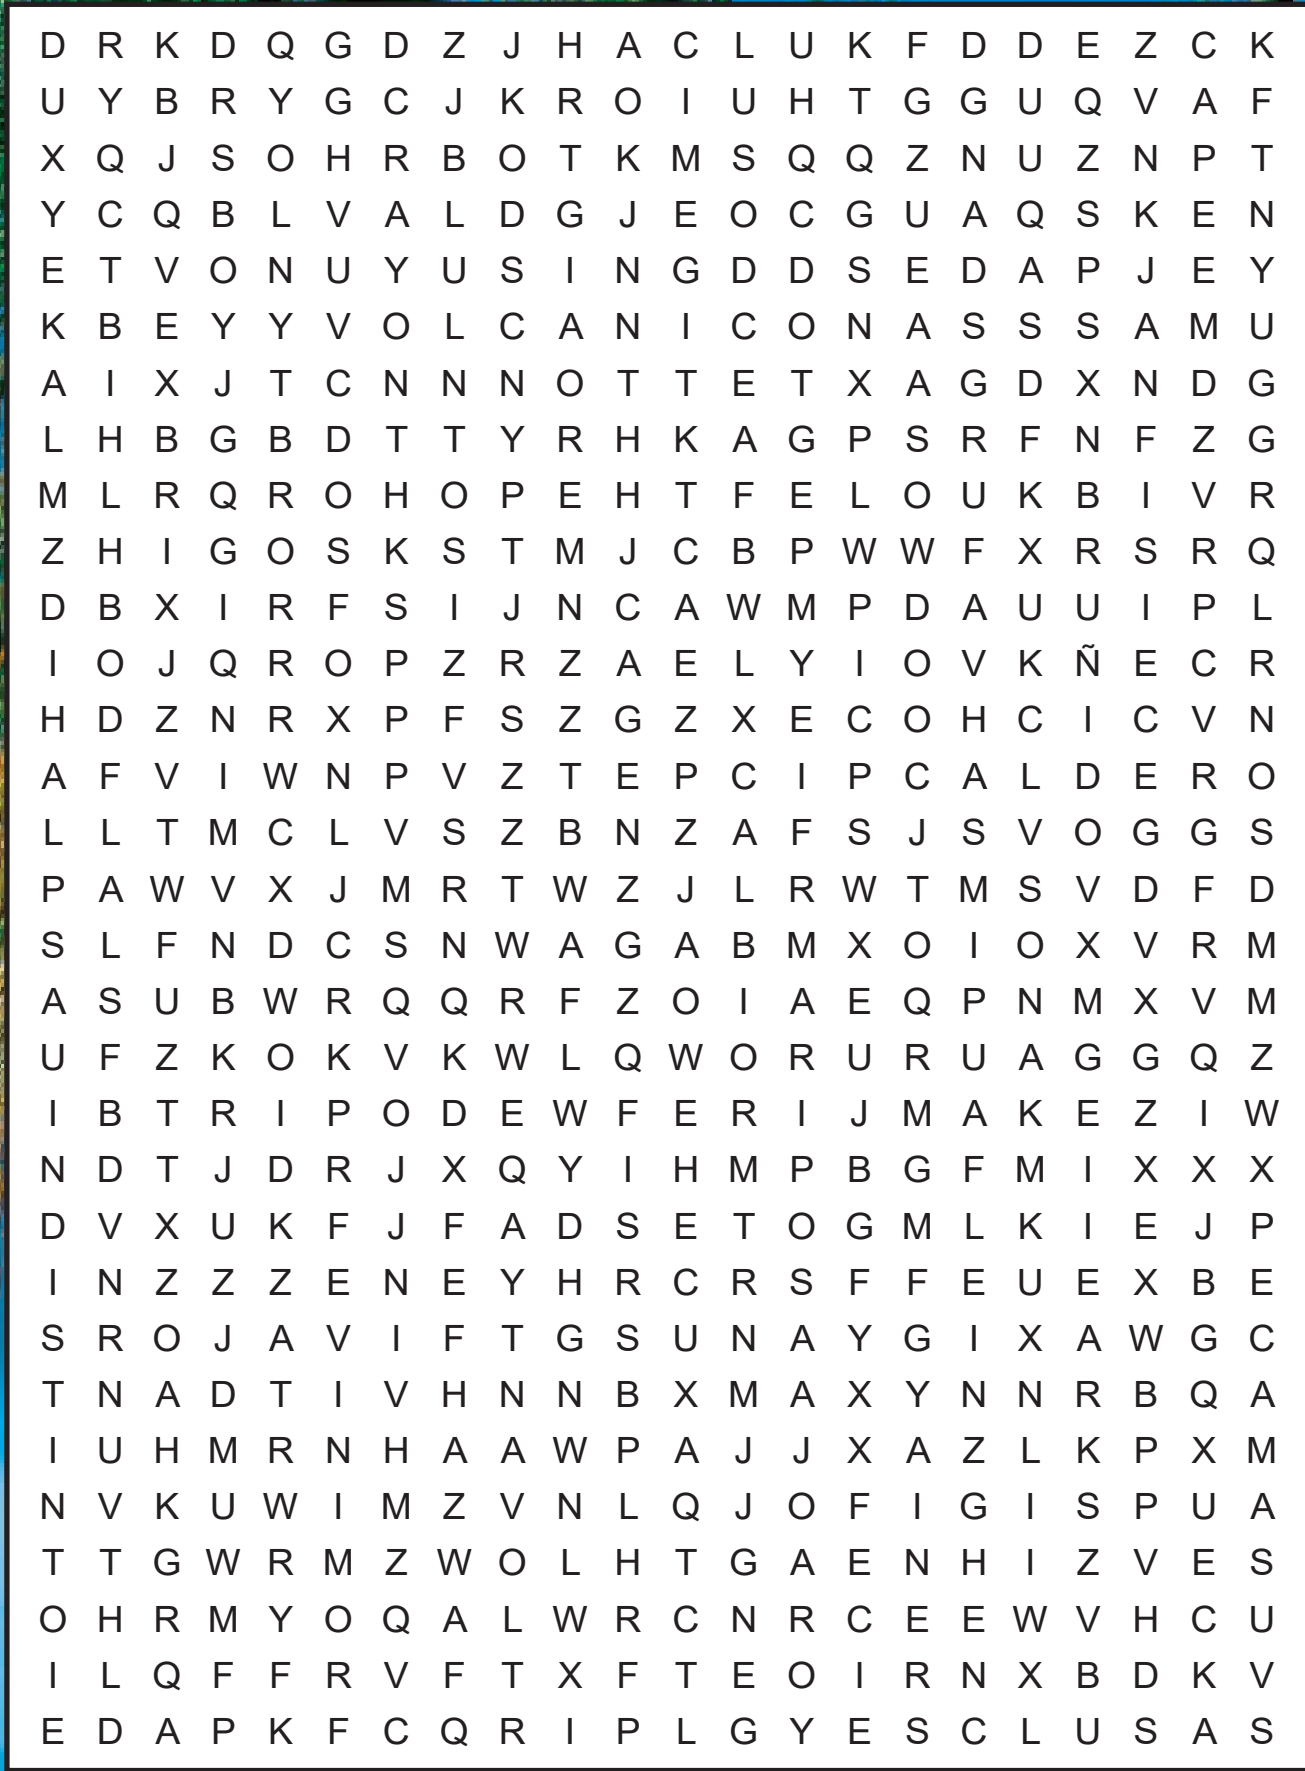 D R K D Q G D Z J H A C L U K F D D E Z C K
U Y B R Y G C J K R O I U H T G G U Q V A F
X Q J S O H R B O T K M S Q Q Z N U Z N P T
Y C Q B L V A L D G J E O C G U A Q S K E N
E T V O N U Y U S I N G D D S E D A P J E Y
K B E Y Y V O L C A N I C O N A S S S A M U
A I X J T C N N N O T T E T X A G D X N D G
L H B G B D T T Y R H K A G P S R F N F Z G
M L R Q R O H O P E H T F E L O U K B I V R
Z H I G O S K S T M J C B P W W F X R S R Q
D B X I R F S I J N C A W M P D A U U I P L
I O J Q R O P Z R Z A E L Y I O V K Ñ E C R
H D Z N R X P F S Z G Z X E C O H C I C V N
A F V I W N P V Z T E P C I P C A L D E R O
L L T M C L V S Z B N Z A F S J S V O G G S
P A W V X J M R T W Z J L R W T M S V D F D
S L F N D C S N W A G A B M X O I O X V R M
A S U B W R Q Q R F Z O I A E Q P N M X V M
U F Z K O K V K W L Q W O R U R U A G G Q Z
I B T R I P O D E W F E R I J M A K E Z I W
N D T J D R J X Q Y I H M P B G F M I X X X
D V X U K F J F A D S E T O G M L K I E J P
I N Z Z Z E N E Y H R C R S F F E U E X B E
S R O J A V I F T G S U N A Y G I X A W G C
T N A D T I V H N N B X M A X Y N N R B Q A
I U H M R N H A A W P A J J X A Z L K P X M
N V K U W I M Z V N L Q J O F I G I S P U A
T T G W R M Z W O L H T G A E N H I Z V E S
O H R M Y O Q A L W R C N R C E E W V H C U
I L Q F F R V F T X F T E O I R N X B D K V
E D A P K F C Q R I P L G Y E S C L U S A S